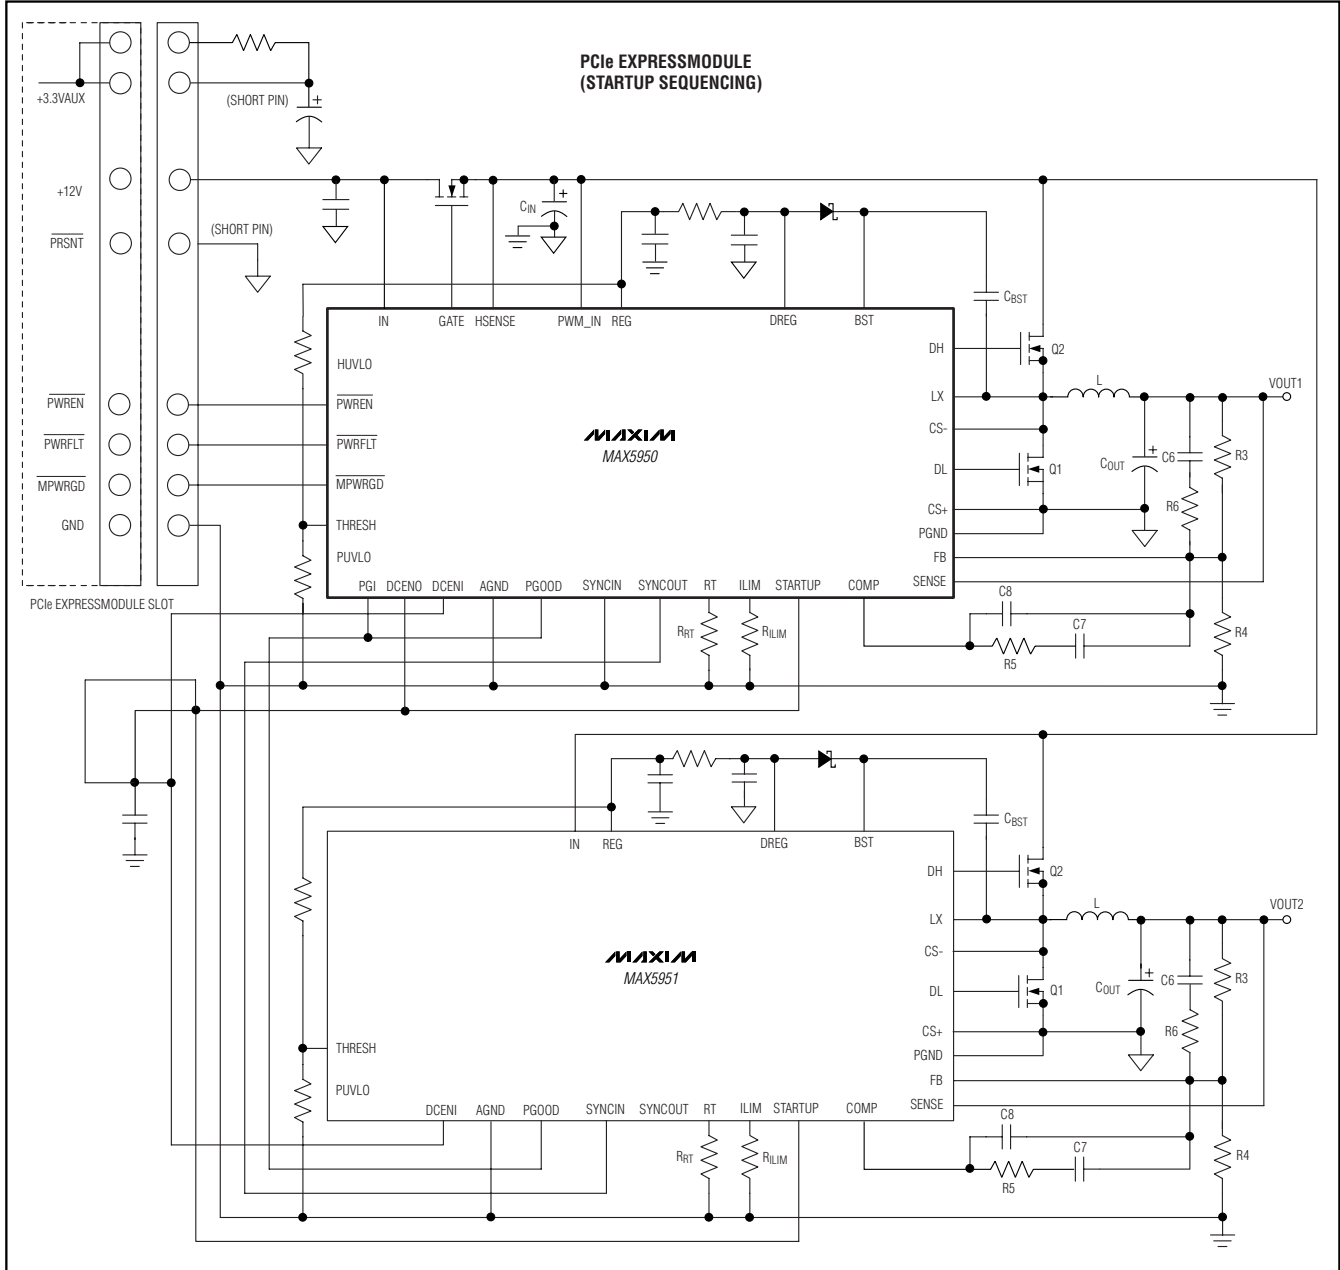 PCIe EXPRESSMODULE
(STARTUP SEQUENCING)
+3.3VAUX
(SHORT PIN)
+
+12V
PRSNT
(SHORT PIN)
CIN
+
CBST
IN GATE HSENSE PWM_IN REG DREG BST
HUVLO
DH
Q2
PWREN
PWREN
LX
L
VOUT1
PWRFLT
PWRFLT
MAXIM
MAX5950
CS-
DL
Q1
COUT
+
C6
R3
MPWRGD
MPWRGD
CS+
R6
GND
THRESH
PGND
PUVLO
FB
SENSE
PGI DCENO DCENI AGND PGOOD SYNCIN SYNCOUT RT ILIM STARTUP COMP
PCIe EXPRESSMODULE SLOT
C8
RRT
RILIM
C7
R5
R4
CBST
IN REG DREG BST
DH
Q2
LX
L
VOUT2
MAXIM
MAX5951
CS-
DL
Q1
COUT
+
C6
R3
CS+
R6
THRESH
PGND
PUVLO
FB
SENSE
DCENI AGND PGOOD SYNCIN SYNCOUT RT ILIM STARTUP COMP
C8
RRT
RILIM
C7
R5
R4